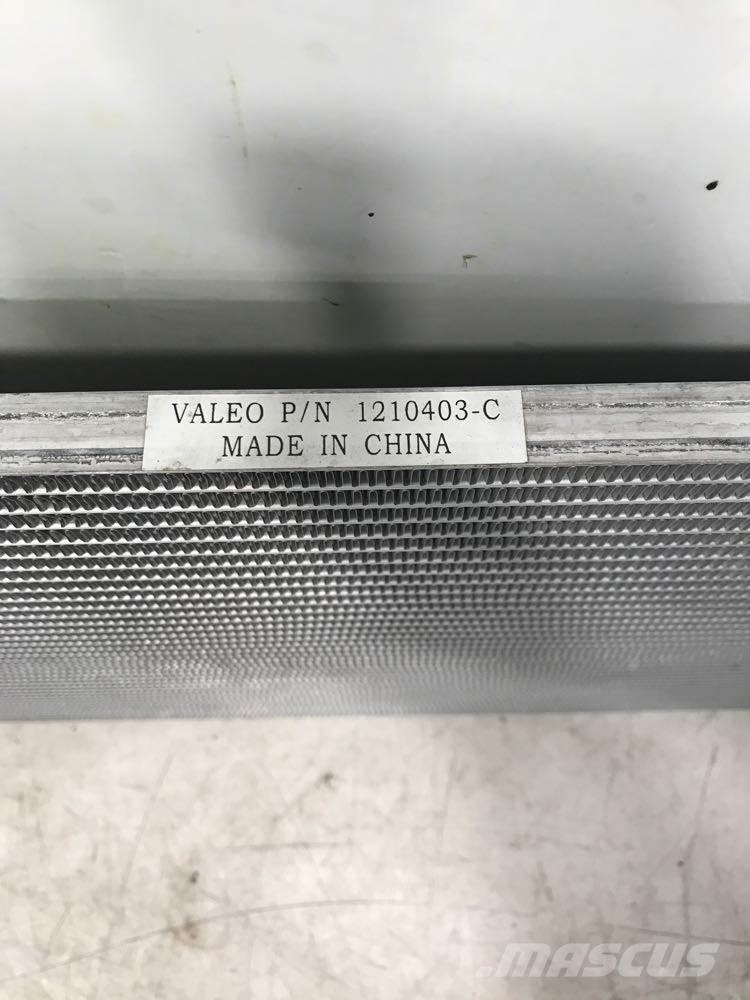 VALEO P/N 1210403-C
MADE IN CHINA
MASCUS